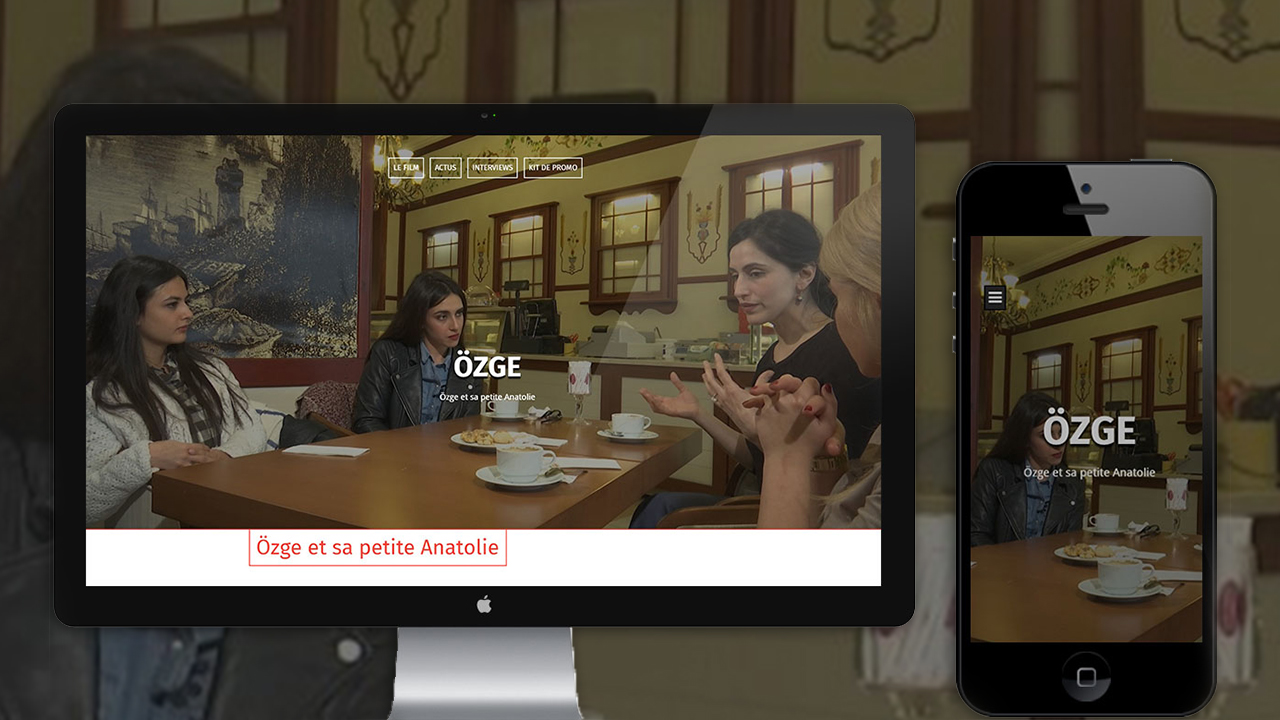 LE FILM
ACTUS
INTERVIEWS
KIT DE PROMO
ÖZGE
Özge et sa petite Anatolie
Özge et sa petite Anatolie
ÖZGE
Özge et sa petite Anatolie